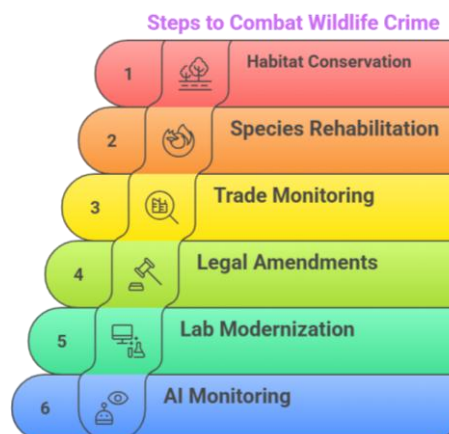 Steps to Combat Wildlife Crime
1 Habitat Conservation
2 Species Rehabilitation
3 Trade Monitoring
4 Legal Amendments
5 Lab Modernization
6 AI Monitoring